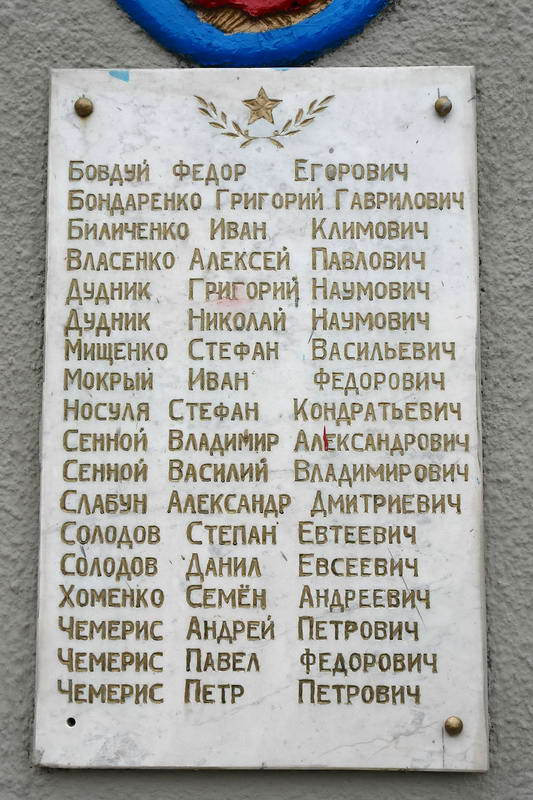 Бовдуй Федор Егорович
Бондаренко Григорий Гаврилович
Биличенко Иван Климович
Власенко Алексей Павлович
Дудник Григорий Наумович
Дудник Николай Наумович
Мищенко Стефан Васильевич
Мокрый Иван Федорович
Носуля Стефан Кондратьевич
Сенной Владимир Александрович
Сенной Василий Владимирович
Слабун Александр Дмитриевич
Солодов Степан Евтеевич
Солодов Данил Евсеевич
Хоменко Семён Андреевич
Чемерис Андрей Петрович
Чемерис Павел Федорович
Чемерис Петр Петрович